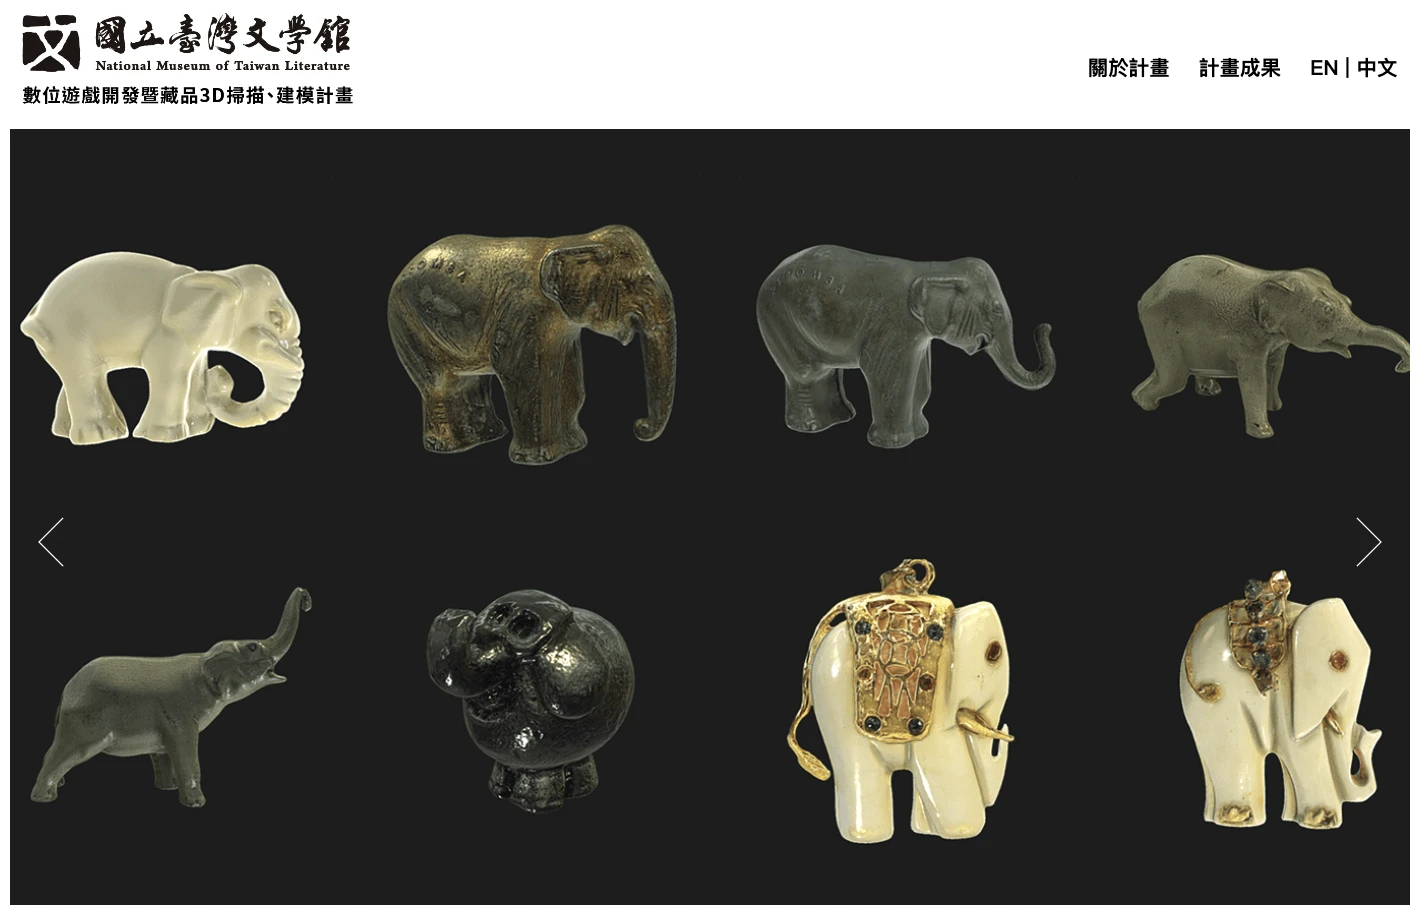 國立臺灣文學館
National Museum of Taiwan Literature
數位遊戲開發暨藏品3D掃描、建模計畫
關於計畫 計畫成果 EN | 中文